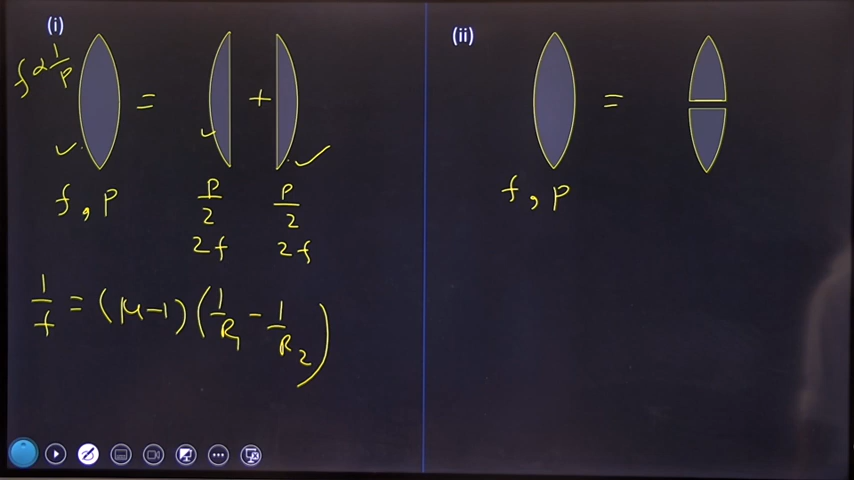 (i)
f ∝ 1/P
= +
f, P
P/2 P/2
2f 2f
1/f = (μ-1)(1/R₁ - 1/R₂)
(ii)
=
f, P